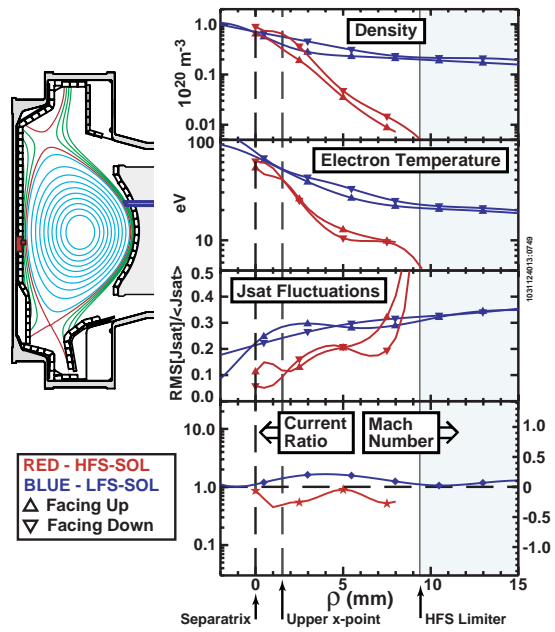 Density
10²⁰ m⁻³
1.0
0.1
0.01
Electron Temperature
eV
100
10
Jsat Fluctuations
RMS[Jsat]/<Jsat>
0.5
0.4
0.3
0.2
0.1
0.0
1031124013:0749
Current
Ratio
Mach
Number
10.0
1.0
0.1
1.0
0.5
0
-0.5
-1.0
0
5
10
15
ρ (mm)
Separatrix
Upper x-point
HFS Limiter
RED - HFS-SOL
BLUE - LFS-SOL
Facing Up
Facing Down